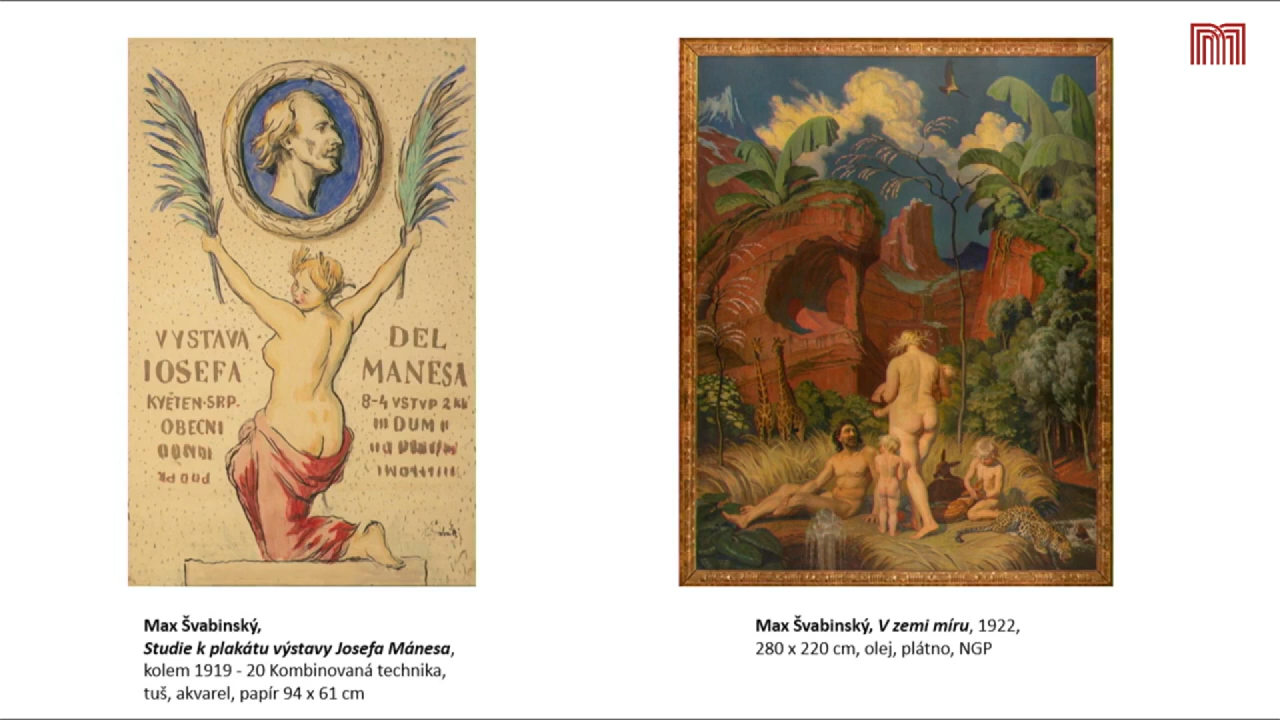 VYSTAVA
IOSEFA
KVĚTEN-SRP.
OBECNI
DEL
MANESA
8-4 VSTVP 2 Kč
DUM
Max Švabinský,
Studie k plakátu výstavy Josefa Mánesa,
kolem 1919 - 20 Kombinovaná technika,
tuš, akvarel, papír 94 x 61 cm
Max Švabinský, V zemi míru, 1922,
280 x 220 cm, olej, plátno, NGP